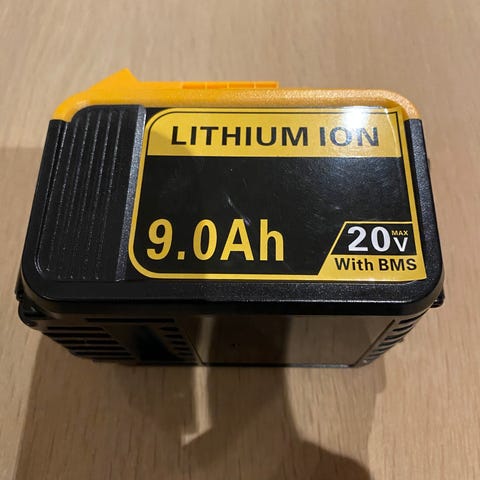 LITHIUM ION
9.0Ah
20V MAX
With BMS